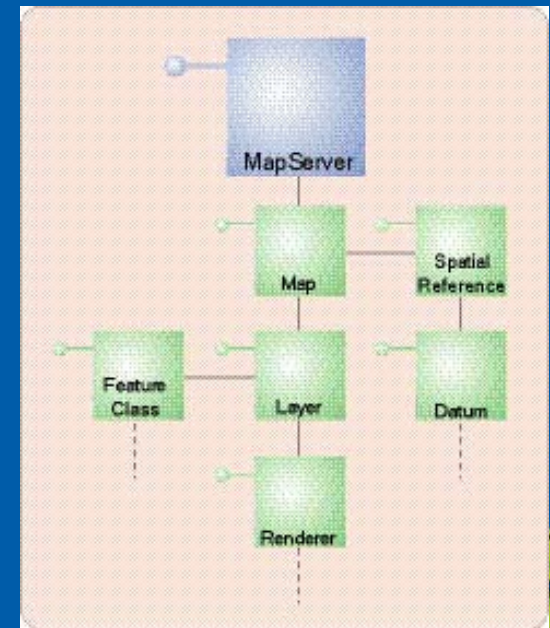 MapServer
Map
Spatial
Reference
Feature
Class
Layer
Datum
Renderer